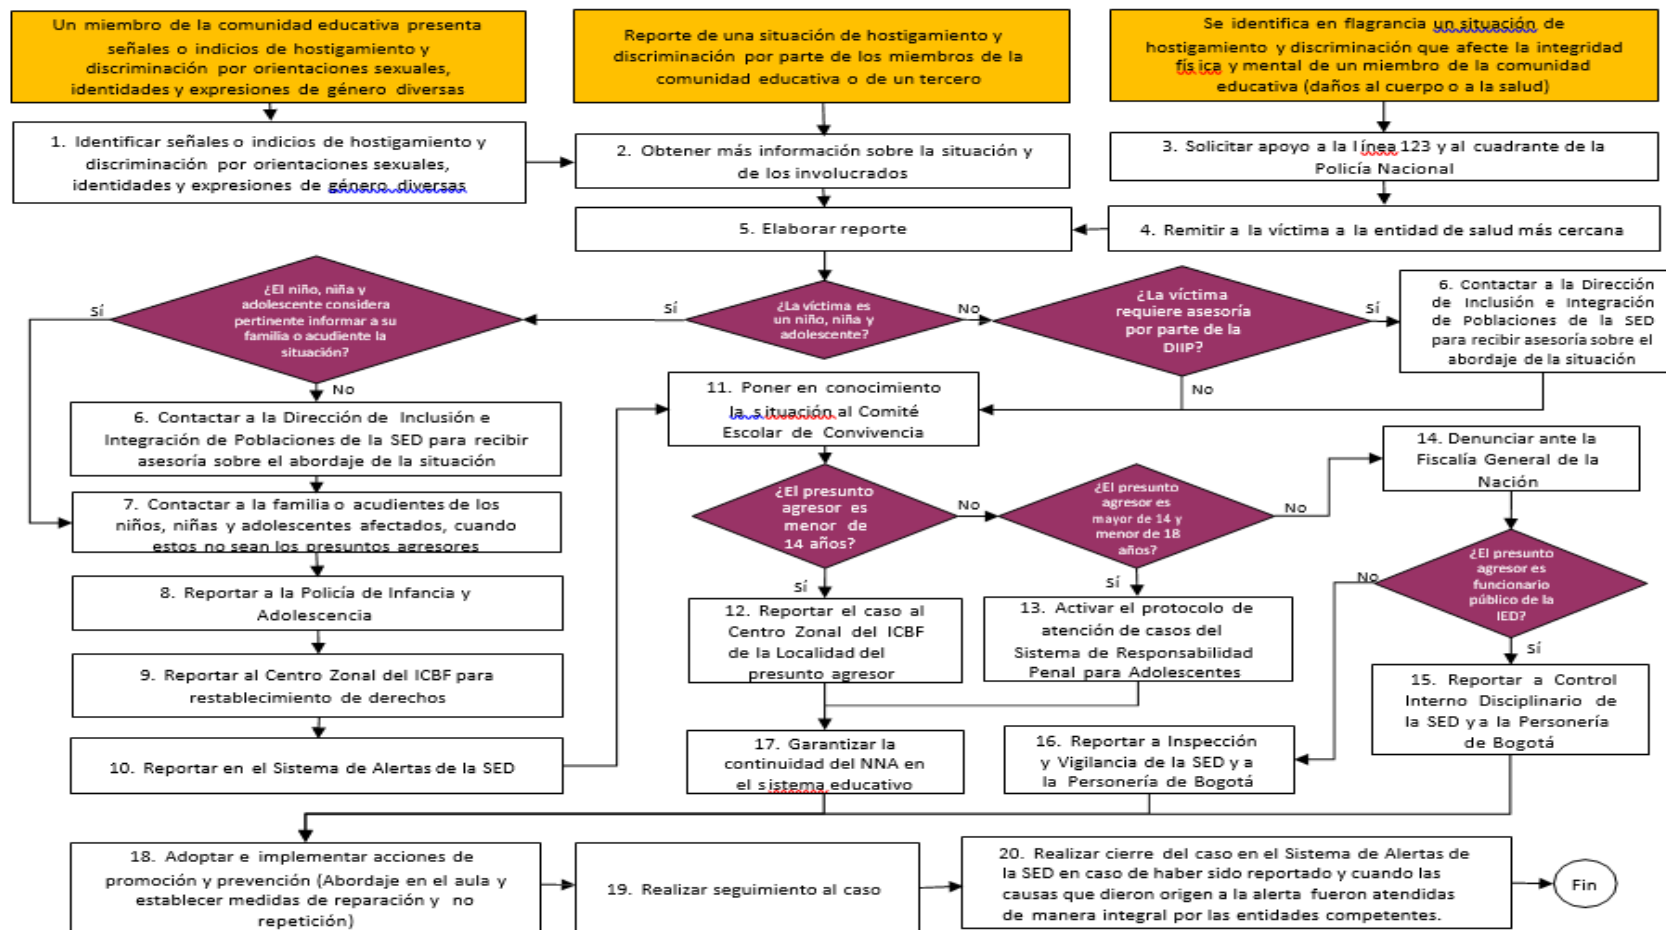 Un miembro de la comunidad educativa presenta
señales o indicios de hostigamiento y
discriminación por orientaciones sexuales,
identidades y expresiones de género diversas
Reporte de una situación de hostigamiento y
discriminación por parte de los miembros de la
comunidad educativa o de un tercero
Se identifica en flagrancia un situación de
hostigamiento y discriminación que afecte la integridad
física y mental de un miembro de la comunidad
educativa (daños al cuerpo o a la salud)
1. Identificar señales o indicios de hostigamiento y
discriminación por orientaciones sexuales,
identidades y expresiones de género diversas
2. Obtener más información sobre la situación y
de los involucrados
3. Solicitar apoyo a la línea 123 y al cuadrante de la
Policía Nacional
5. Elaborar reporte
4. Remitir a la víctima a la entidad de salud más cercana
¿El niño, niña y
adolescente considera
pertinente informar a su
familia o acudiente la
situación?
Sí
No
¿La víctima es
un niño, niña y
adolescente?
Sí
No
¿La víctima
requiere asesoría
por parte de la
DIIP?
Sí
No
6. Contactar a la Dirección
de Inclusión e Integración
de Poblaciones de la SED
para recibir asesoría sobre el
abordaje de la situación
6. Contactar a la Dirección de Inclusión e
Integración de Poblaciones de la SED para recibir
asesoría sobre el abordaje de la situación
7. Contactar a la familia o acudientes de los
niños, niñas y adolescentes afectados, cuando
estos no sean los presuntos agresores
8. Reportar a la Policía de Infancia y
Adolescencia
9. Reportar al Centro Zonal del ICBF para
restablecimiento de derechos
10. Reportar en el Sistema de Alertas de la SED
11. Poner en conocimiento
la situación al Comité
Escolar de Convivencia
¿El presunto
agresor es
menor de
14 años?
No
Sí
¿El presunto
agresor es
mayor de 14 y
menor de 18
años?
No
Sí
14. Denunciar ante la
Fiscalía General de la
Nación
¿El presunto
agresor es
funcionario
público de la
IED?
No
Sí
12. Reportar el caso al
Centro Zonal del ICBF
de la Localidad del
presunto agresor
13. Activar el protocolo de
atención de casos del
Sistema de Responsabilidad
Penal para Adolescentes
15. Reportar a Control
Interno Disciplinario de
la SED y a la Personería
de Bogotá
17. Garantizar la
continuidad del NNA en
el sistema educativo
16. Reportar a Inspección
y Vigilancia de la SED y a
la Personería de Bogotá
18. Adoptar e implementar acciones de
promoción y prevención (Abordaje en el aula y
establecer medidas de reparación y no
repetición)
19. Realizar seguimiento al caso
20. Realizar cierre del caso en el Sistema de Alertas de
la SED en caso de haber sido reportado y cuando las
causas que dieron origen a la alerta fueron atendidas
de manera integral por las entidades competentes.
Fin